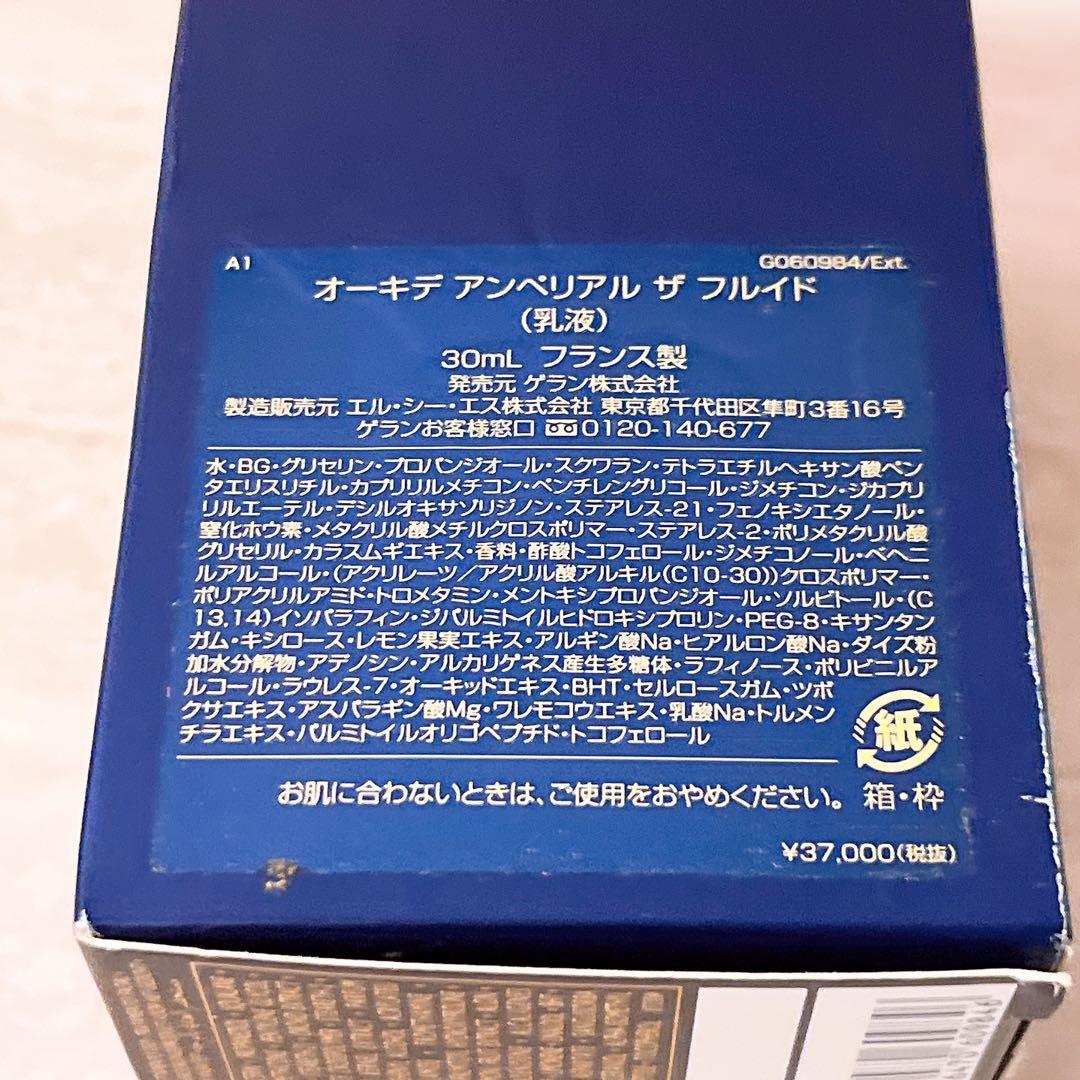 A1
G060984/Ext.
オーキデ アンペリアル ザ フルイド
(乳液)
30mL フランス製
発売元 ゲラン株式会社
製造販売元 エル・シー・エス株式会社 東京都千代田区隼町3番16号
ゲランお客様窓口 0120-140-677
水・BG・グリセリン・プロパンジオール・スクワラン・テトラエチルヘキサン酸ペン
タエリスリチル・カプリリルメチコン・ペンチレングリコール・ジメチコン・ジカプリ
リルエーテル・デシルオキサゾリジノン・ステアレス-21・フェノキシエタノール・
窒化ホウ素・メタクリル酸メチルクロスポリマー・ステアレス-2・ポリメタクリル酸
グリセリル・カラスムギエキス・香料・酢酸トコフェロール・ジメチコノール・ベヘニ
ルアルコール・(アクリレーツ／アクリル酸アルキル(C10-30))クロスポリマー・
ポリアクリルアミド・トロメタミン・メントキシプロパンジオール・ソルビトール・(C
13,14)イソパラフィン・ジパルミトイルヒドロキシプロリン・PEG-8・キサンタン
ガム・キシロース・レモン果実エキス・アルギン酸Na・ヒアルロン酸Na・ダイズ粉
加水分解物・アデノシン・アルカリゲネス産生多糖体・ラフィノース・ポリビニルア
ルコール・ラウレス-7・オーキッドエキス・BHT・セルロースガム・ツボ
クサエキス・アスパラギン酸Mg・ワレモコウエキス・乳酸Na・トルメン
チラエキス・パルミトイルオリゴペプチド・トコフェロール
紙
お肌に合わないときは、ご使用をおやめください。 箱・枠
¥37,000(税抜)